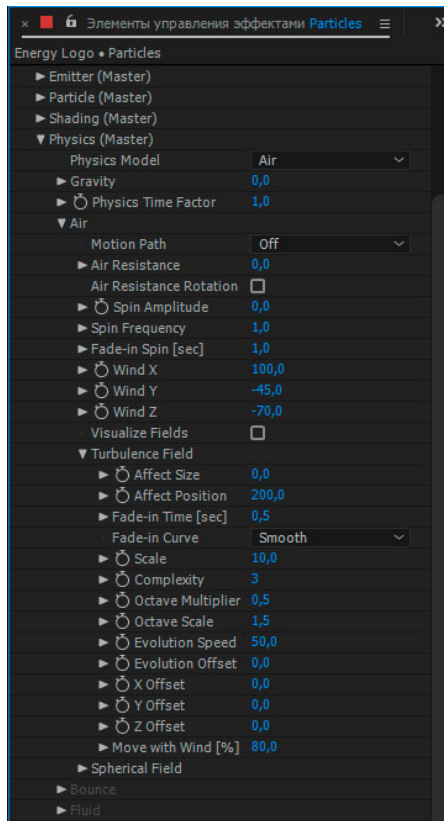 Элементы управления эффектами Particles
Energy Logo • Particles
Emitter (Master)
Particle (Master)
Shading (Master)
Physics (Master)
Physics Model Air
Gravity 0,0
Physics Time Factor 1,0
Air
Motion Path Off
Air Resistance 0,0
Air Resistance Rotation
Spin Amplitude 0,0
Spin Frequency 1,0
Fade-in Spin [sec] 1,0
Wind X 100,0
Wind Y -45,0
Wind Z -70,0
Visualize Fields
Turbulence Field
Affect Size 0,0
Affect Position 200,0
Fade-in Time [sec] 0,5
Fade-in Curve Smooth
Scale 10,0
Complexity 3
Octave Multiplier 0,5
Octave Scale 1,5
Evolution Speed 50,0
Evolution Offset 0,0
X Offset 0,0
Y Offset 0,0
Z Offset 0,0
Move with Wind [%] 80,0
Spherical Field
Bounce
Fluid